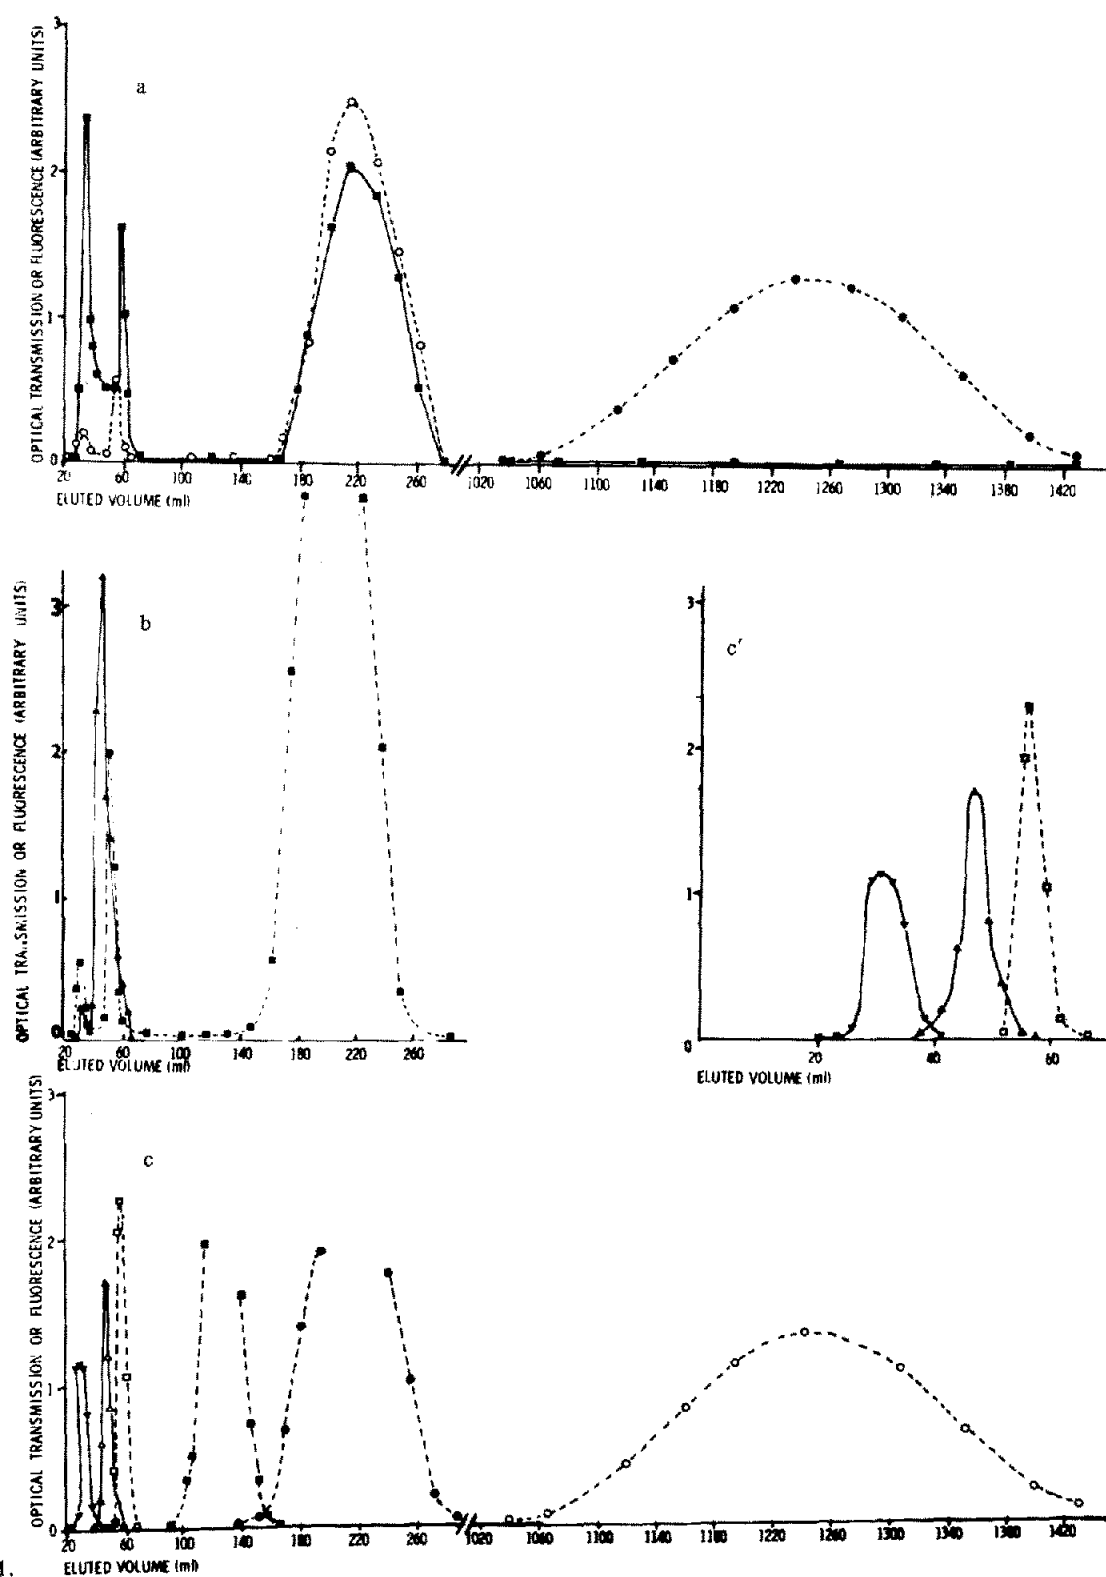 3
2
1
0
OPTICAL TRANSMISSION OR FLUORESCENCE (ARBITRARY UNITS)
a
20 60 100 140 180 220 260 1020 1060 1100 1140 1180 1220 1260 1300 1340 1380 1420
ELUTED VOLUME (ml)
3
2
1
0
OPTICAL TRANSMISSION OR FLUORESCENCE (ARBITRARY UNITS)
b
20 60 100 140 180 220 260
ELUTED VOLUME (ml)
3
2
1
0
c'
20 40 60
ELUTED VOLUME (ml)
3
2
1
0
OPTICAL TRANSMISSION OR FLUORESCENCE (ARBITRARY UNITS)
c
20 60 100 140 180 220 260 1020 1060 1100 1140 1180 1220 1260 1300 1340 1380 1420
ELUTED VOLUME (ml)